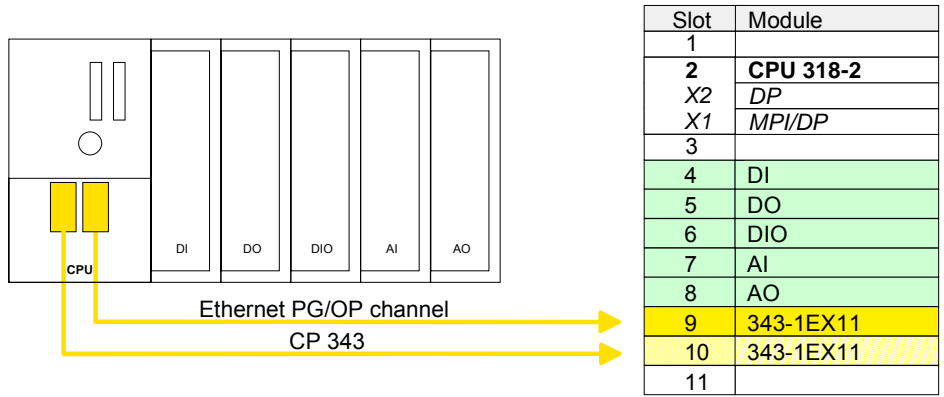 DI DO DIO AI AO
CPU
Ethernet PG/OP channel
CP 343
Slot Module
1
2 CPU 318-2
X2 DP
X1 MPI/DP
3
4 DI
5 DO
6 DIO
7 AI
8 AO
9 343-1EX11
10 343-1EX11
11